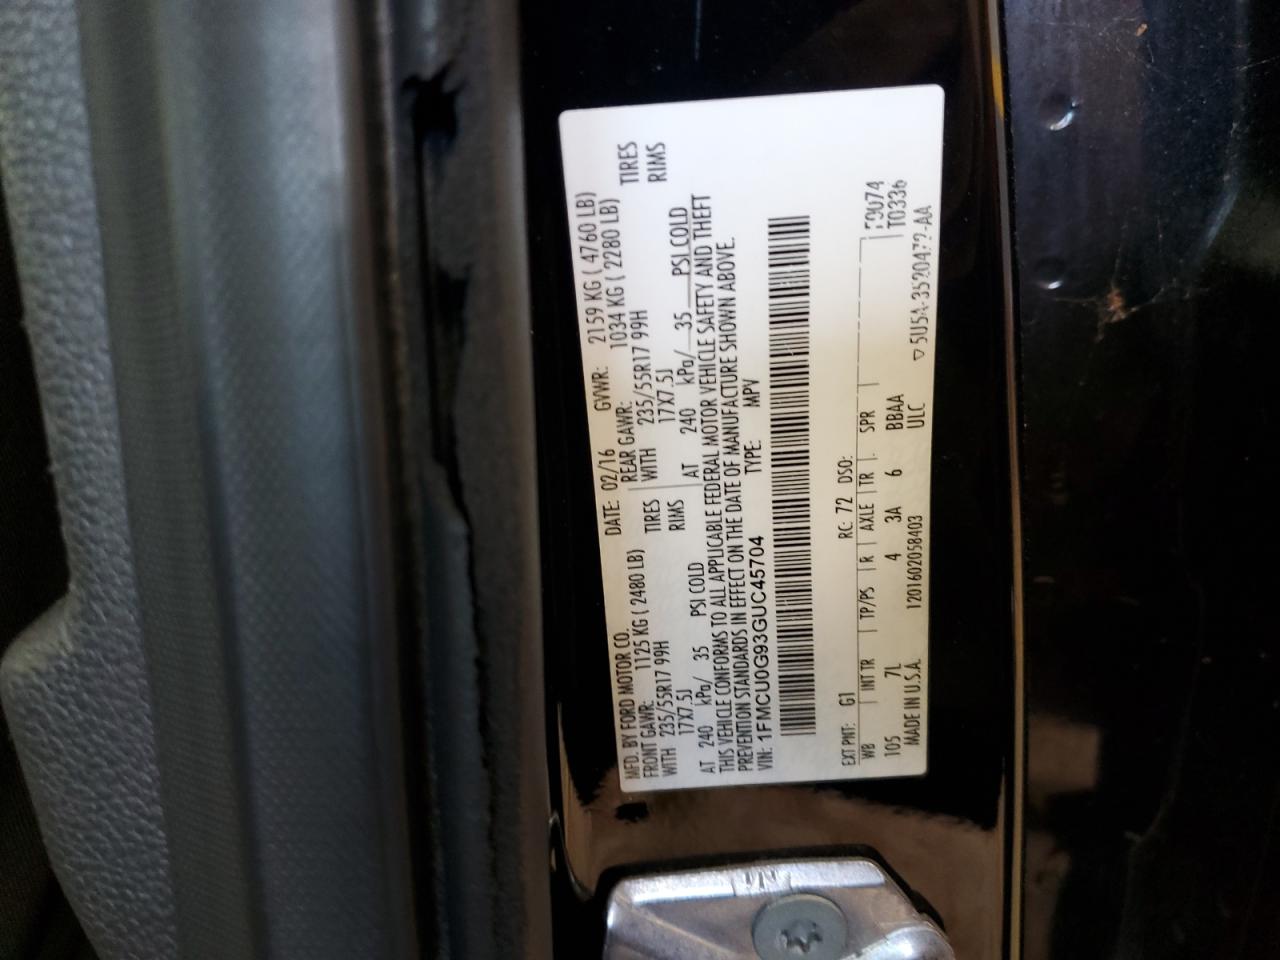 MFD. BY FORD MOTOR CO. DATE: 02/16 GVWR: 2159 KG ( 4760 LB)
FRONT GAWR: 1125 KG ( 2480 LB) REAR GAWR: 1034 KG ( 2280 LB)
WITH 235/55R17 99H TIRES WITH 235/55R17 99H TIRES
17X7.5J RIMS 17X7.5J RIMS
AT 240 kPa/ 35 PSI COLD AT 240 kPa/ 35 PSI COLD
THIS VEHICLE CONFORMS TO ALL APPLICABLE FEDERAL MOTOR VEHICLE SAFETY AND THEFT
PREVENTION STANDARDS IN EFFECT ON THE DATE OF MANUFACTURE SHOWN ABOVE.
VIN: 1FMCU0G93GUC45704 TYPE: MPV
EXT PNT: G1 RC: 72 DSO:
WB INT TR TP/PS R AXLE TR SPR T0336
105 7L 4 3A 6 BBAA
MADE IN U.S.A. 1201602058403 ULC